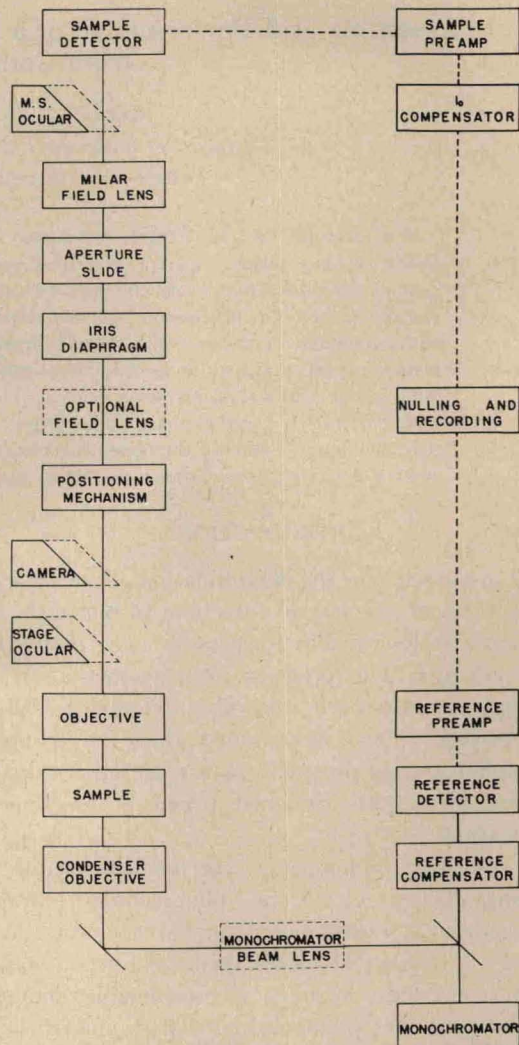 SAMPLE
DETECTOR
SAMPLE
PREAMP
M.S.
OCULAR
I₀
COMPENSATOR
MILAR
FIELD LENS
APERTURE
SLIDE
IRIS
DIAPHRAGM
OPTIONAL
FIELD LENS
NULLING AND
RECORDING
POSITIONING
MECHANISM
CAMERA
STAGE
OCULAR
OBJECTIVE
REFERENCE
PREAMP
SAMPLE
REFERENCE
DETECTOR
CONDENSER
OBJECTIVE
REFERENCE
COMPENSATOR
MONOCHROMATOR
BEAM LENS
MONOCHROMATOR